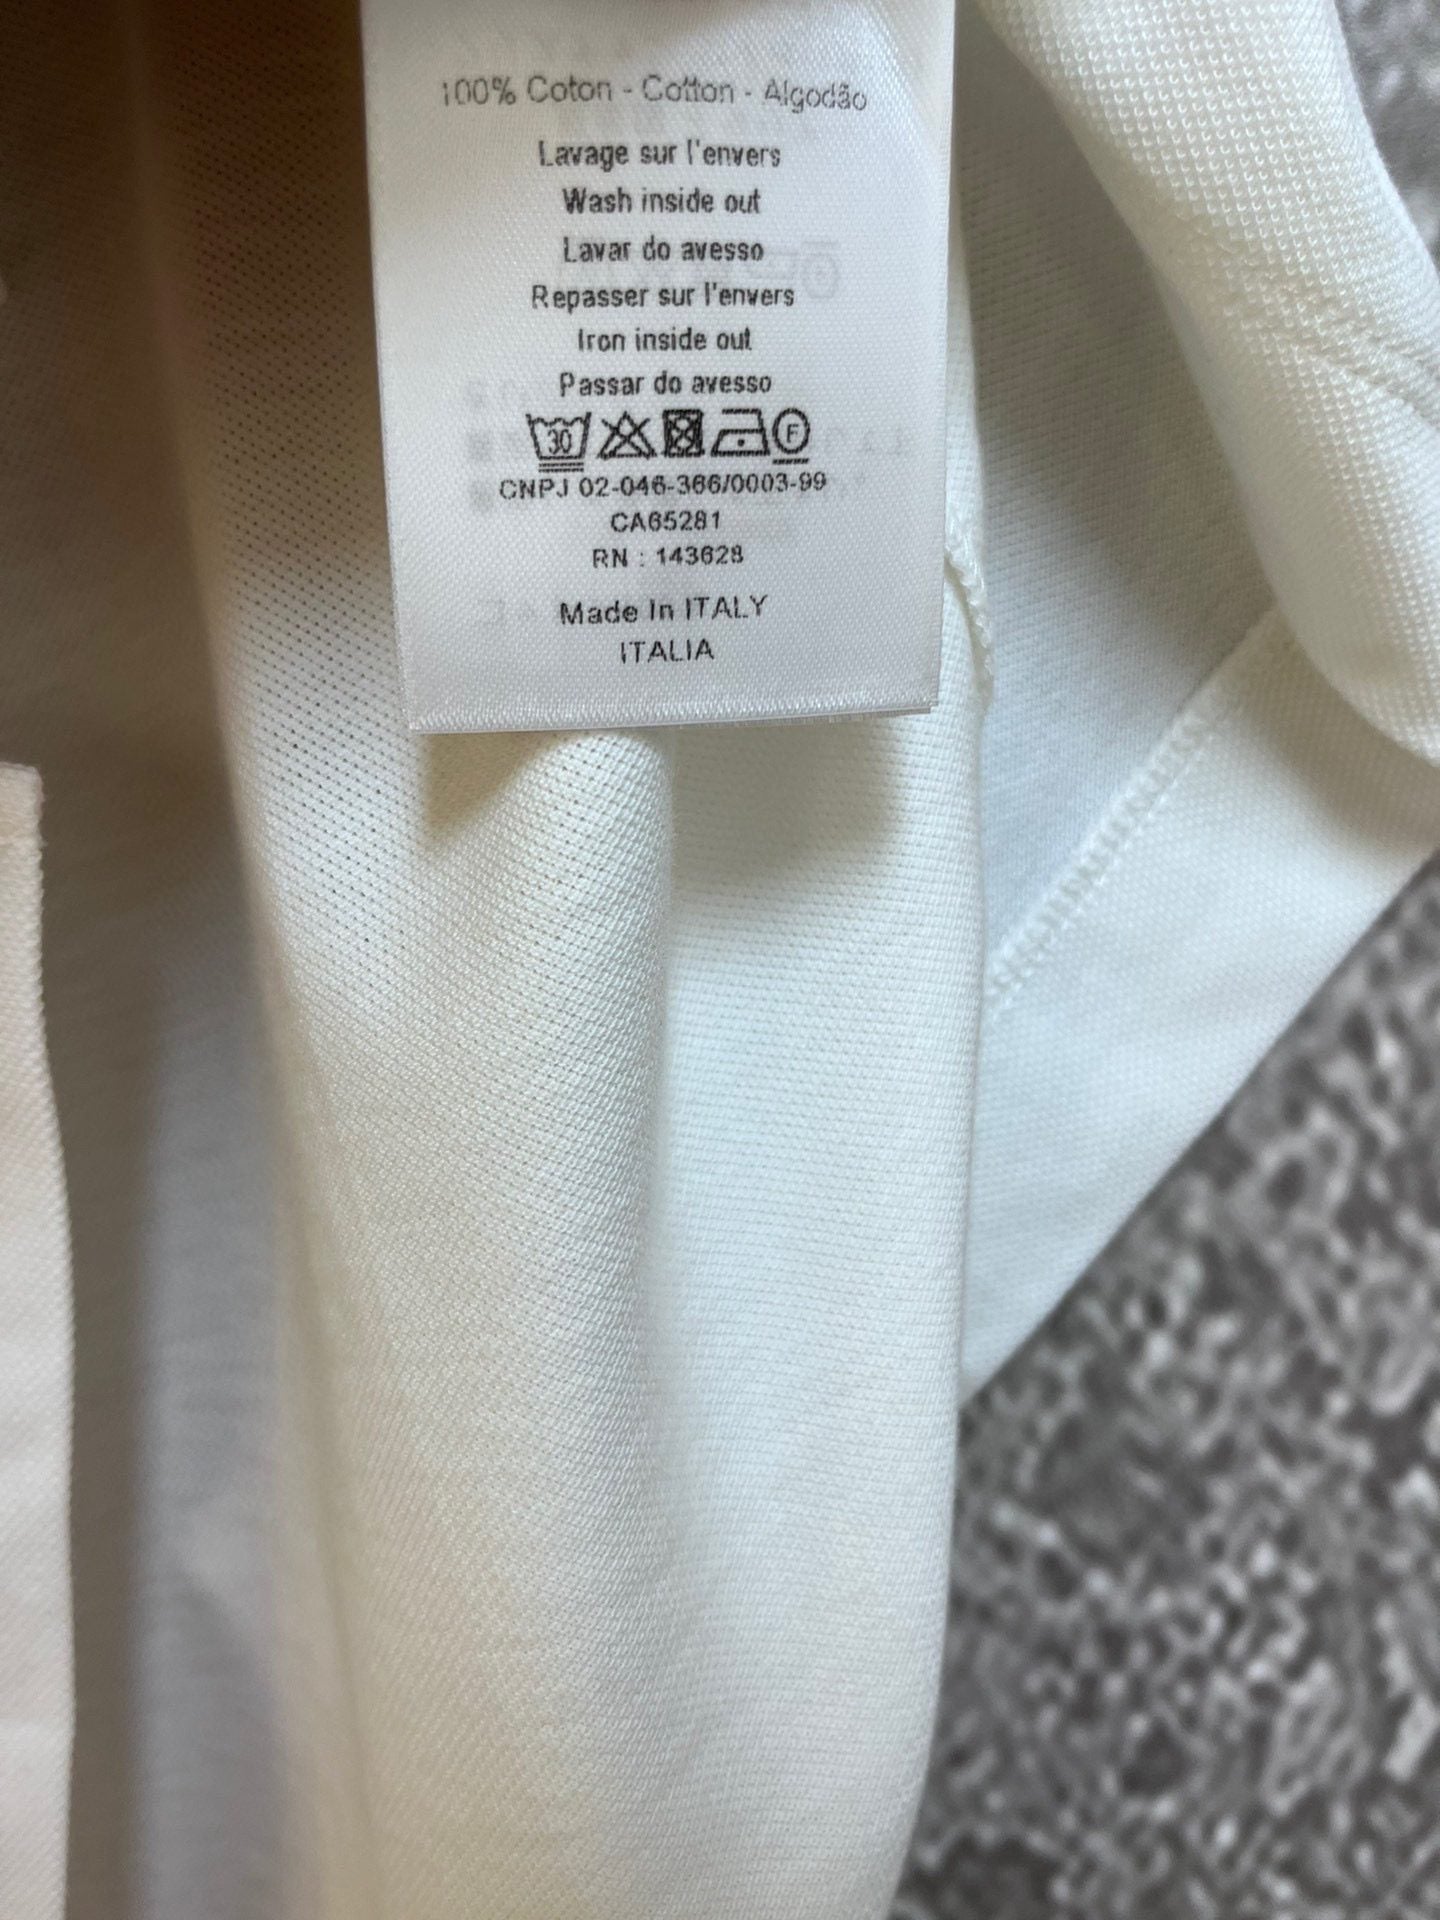 100% Coton - Cotton - Algodão
Lavage sur l'envers
Wash inside out
Lavar do avesso
Repasser sur l'envers
Iron inside out
Passar do avesso
30
F
CNPJ 02-046-366/0003-99
CA65281
RN : 143628
Made In ITALY
ITALIA